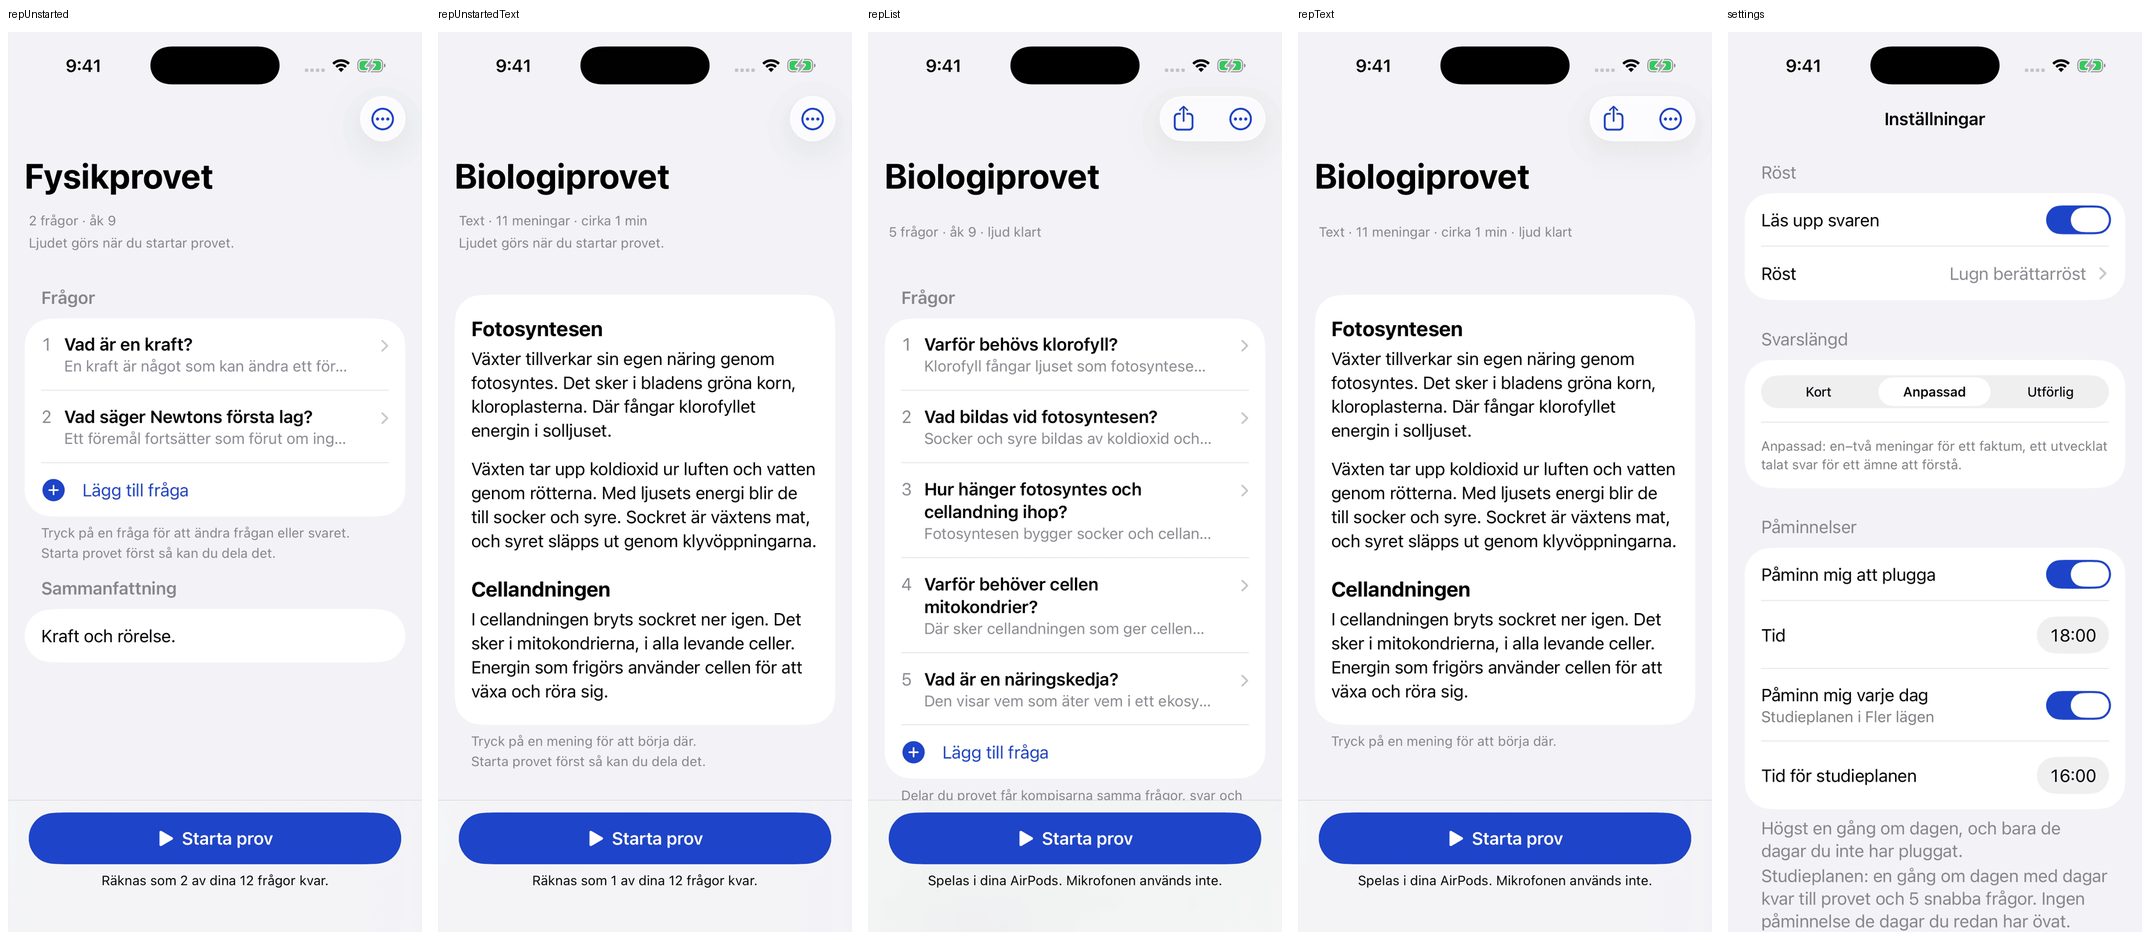 repUnstarted
9:41
Fysikprovet
2 frågor · åk 9
Ljudet görs när du startar provet.
Frågor
1 Vad är en kraft?
En kraft är något som kan ändra ett för...
2 Vad säger Newtons första lag?
Ett föremål fortsätter som förut om ing...
Lägg till fråga
Tryck på en fråga för att ändra frågan eller svaret.
Starta provet först så kan du dela det.
Sammanfattning
Kraft och rörelse.
Starta prov
Räknas som 2 av dina 12 frågor kvar.
repUnstartedText
9:41
Biologiprovet
Text · 11 meningar · cirka 1 min
Ljudet görs när du startar provet.
Fotosyntesen
Växter tillverkar sin egen näring genom
fotosyntes. Det sker i bladens gröna korn,
kloroplasterna. Där fångar klorofyllet
energin i solljuset.
Växten tar upp koldioxid ur luften och vatten
genom rötterna. Med ljusets energi blir de
till socker och syre. Sockret är växtens mat,
och syret släpps ut genom klyvöppningarna.
Cellandningen
I cellandningen bryts sockret ner igen. Det
sker i mitokondrierna, i alla levande celler.
Energin som frigörs använder cellen för att
växa och röra sig.
Tryck på en mening för att börja där.
Starta provet först så kan du dela det.
Starta prov
Räknas som 1 av dina 12 frågor kvar.
repList
9:41
Biologiprovet
5 frågor · åk 9 · ljud klart
Frågor
1 Varför behövs klorofyll?
Klorofyll fångar ljuset som fotosyntese...
2 Vad bildas vid fotosyntesen?
Socker och syre bildas av koldioxid och...
3 Hur hänger fotosyntes och
cellandning ihop?
Fotosyntesen bygger socker och cellan...
4 Varför behöver cellen
mitokondrier?
Där sker cellandningen som ger cellen...
5 Vad är en näringskedja?
Den visar vem som äter vem i ett ekosy...
Lägg till fråga
Delar du provet får kompisarna samma frågor, svar och
Starta prov
Spelas i dina AirPods. Mikrofonen används inte.
repText
9:41
Biologiprovet
Text · 11 meningar · cirka 1 min · ljud klart
Fotosyntesen
Växter tillverkar sin egen näring genom
fotosyntes. Det sker i bladens gröna korn,
kloroplasterna. Där fångar klorofyllet
energin i solljuset.
Växten tar upp koldioxid ur luften och vatten
genom rötterna. Med ljusets energi blir de
till socker och syre. Sockret är växtens mat,
och syret släpps ut genom klyvöppningarna.
Cellandningen
I cellandningen bryts sockret ner igen. Det
sker i mitokondrierna, i alla levande celler.
Energin som frigörs använder cellen för att
växa och röra sig.
Tryck på en mening för att börja där.
Starta prov
Spelas i dina AirPods. Mikrofonen används inte.
settings
9:41
Inställningar
Röst
Läs upp svaren
Röst Lugn berättarröst
Svarslängd
Kort Anpassad Utförlig
Anpassad: en–två meningar för ett faktum, ett utvecklat
talat svar för ett ämne att förstå.
Påminnelser
Påminn mig att plugga
Tid 18:00
Påminn mig varje dag
Studieplanen i Fler lägen
Tid för studieplanen 16:00
Högst en gång om dagen, och bara de
dagar du inte har pluggat.
Studieplanen: en gång om dagen med dagar
kvar till provet och 5 snabba frågor. Ingen
påminnelse de dagar du redan har övat.